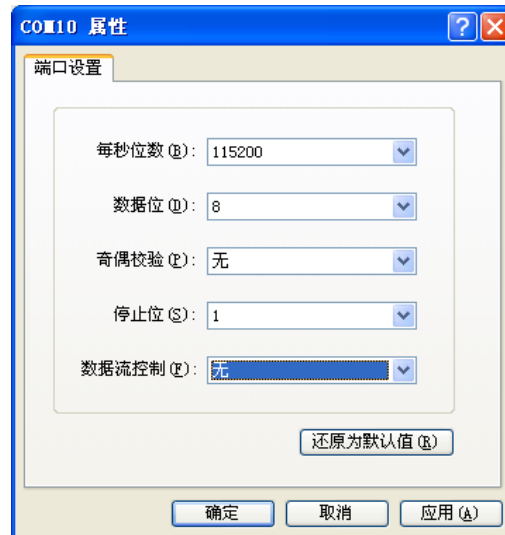 COM10 属性
端口设置
每秒位数(B): 115200
数据位(D): 8
奇偶校验(P): 无
停止位(S): 1
数据流控制(F): 无
还原为默认值(R)
确定 取消 应用(A)